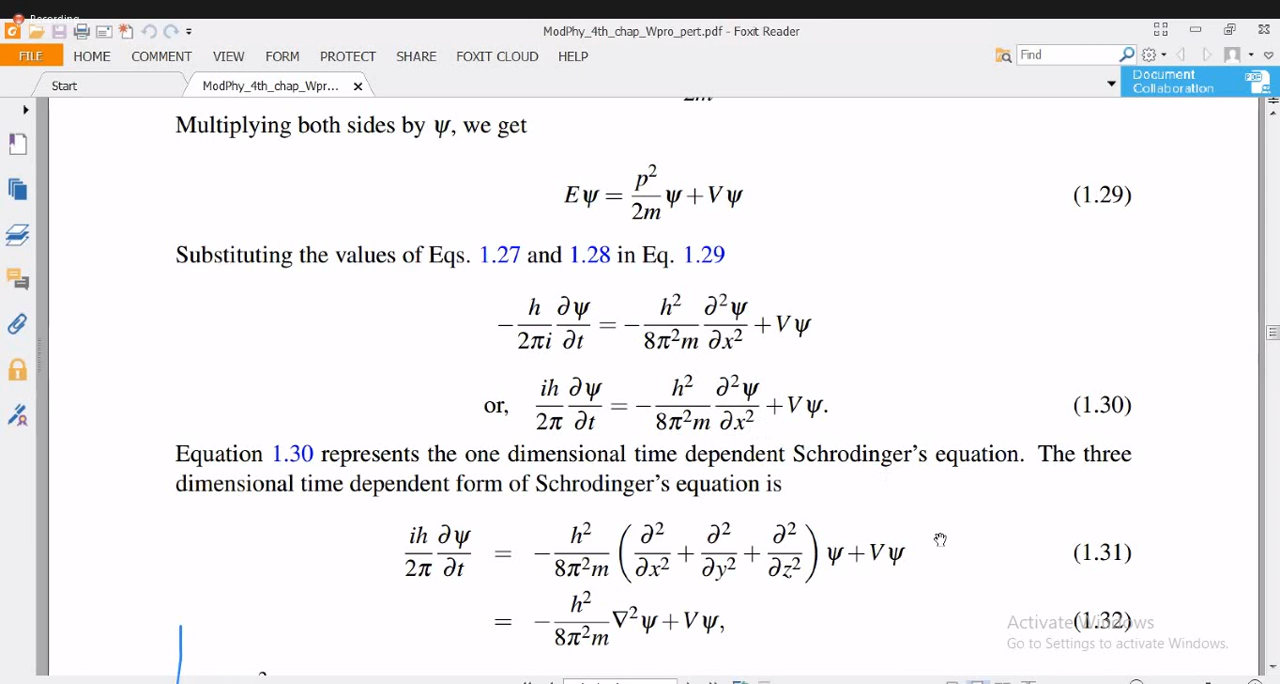 Recording
ModPhy_4th_chap_Wpro_pert.pdf - Foxit Reader
FILE HOME COMMENT VIEW FORM PROTECT SHARE FOXIT CLOUD HELP
Find
Start ModPhy_4th_chap_Wpr...
Document
Collaboration
Multiplying both sides by ψ, we get
Eψ = p²/2m ψ + Vψ (1.29)
Substituting the values of Eqs. 1.27 and 1.28 in Eq. 1.29
− h/2πi ∂ψ/∂t = − h²/8π²m ∂²ψ/∂x² + Vψ
or, ih/2π ∂ψ/∂t = − h²/8π²m ∂²ψ/∂x² + Vψ. (1.30)
Equation 1.30 represents the one dimensional time dependent Schrodinger's equation. The three
dimensional time dependent form of Schrodinger's equation is
ih/2π ∂ψ/∂t = − h²/8π²m (∂²/∂x² + ∂²/∂y² + ∂²/∂z²) ψ + Vψ (1.31)
= − h²/8π²m ∇²ψ + Vψ, (1.32)
Activate Windows
Go to Settings to activate Windows.